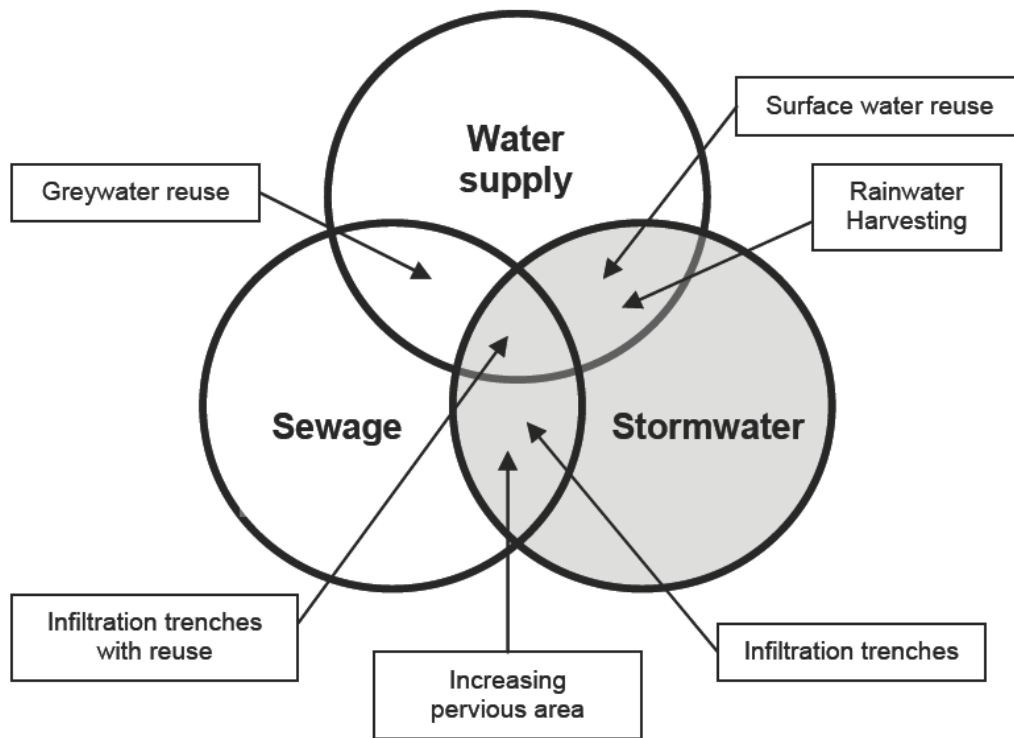 Water
supply
Surface water reuse
Greywater reuse
Rainwater
Harvesting
Sewage
Stormwater
Infiltration trenches
with reuse
Increasing
pervious area
Infiltration trenches